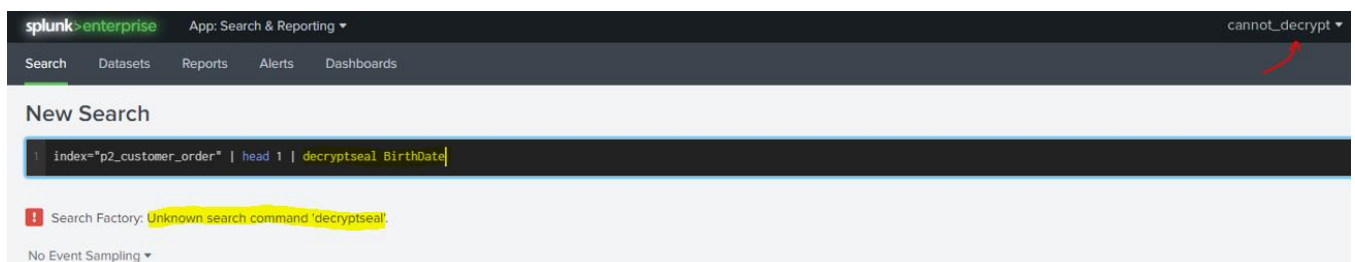 splunk>enterprise App: Search & Reporting ▾ cannot_decrypt ▾
Search Datasets Reports Alerts Dashboards
New Search
1 index="p2_customer_order" | head 1 | decryptseal BirthDate
! Search Factory: Unknown search command 'decryptseal'.
No Event Sampling ▾